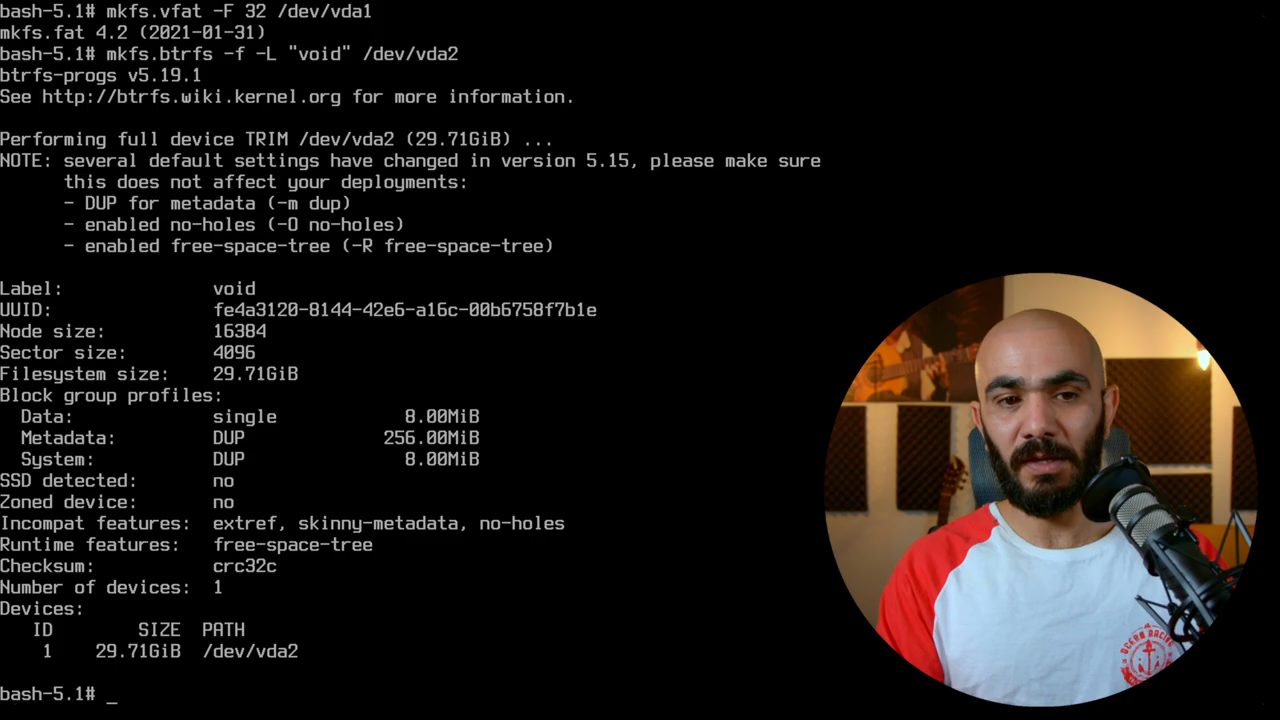 bash-5.1# mkfs.vfat -F 32 /dev/vda1
mkfs.fat 4.2 (2021-01-31)
bash-5.1# mkfs.btrfs -f -L "void" /dev/vda2
btrfs-progs v5.19.1
See http://btrfs.wiki.kernel.org for more information.
Performing full device TRIM /dev/vda2 (29.71GiB) ...
NOTE: several default settings have changed in version 5.15, please make sure
this does not affect your deployments:
- DUP for metadata (-m dup)
- enabled no-holes (-O no-holes)
- enabled free-space-tree (-R free-space-tree)
Label: void
UUID: fe4a3120-8144-42e6-a16c-00b6758f7b1e
Node size: 16384
Sector size: 4096
Filesystem size: 29.71GiB
Block group profiles:
Data: single 8.00MiB
Metadata: DUP 256.00MiB
System: DUP 8.00MiB
SSD detected: no
Zoned device: no
Incompat features: extref, skinny-metadata, no-holes
Runtime features: free-space-tree
Checksum: crc32c
Number of devices: 1
Devices:
ID SIZE PATH
1 29.71GiB /dev/vda2
bash-5.1# _
OCEAN